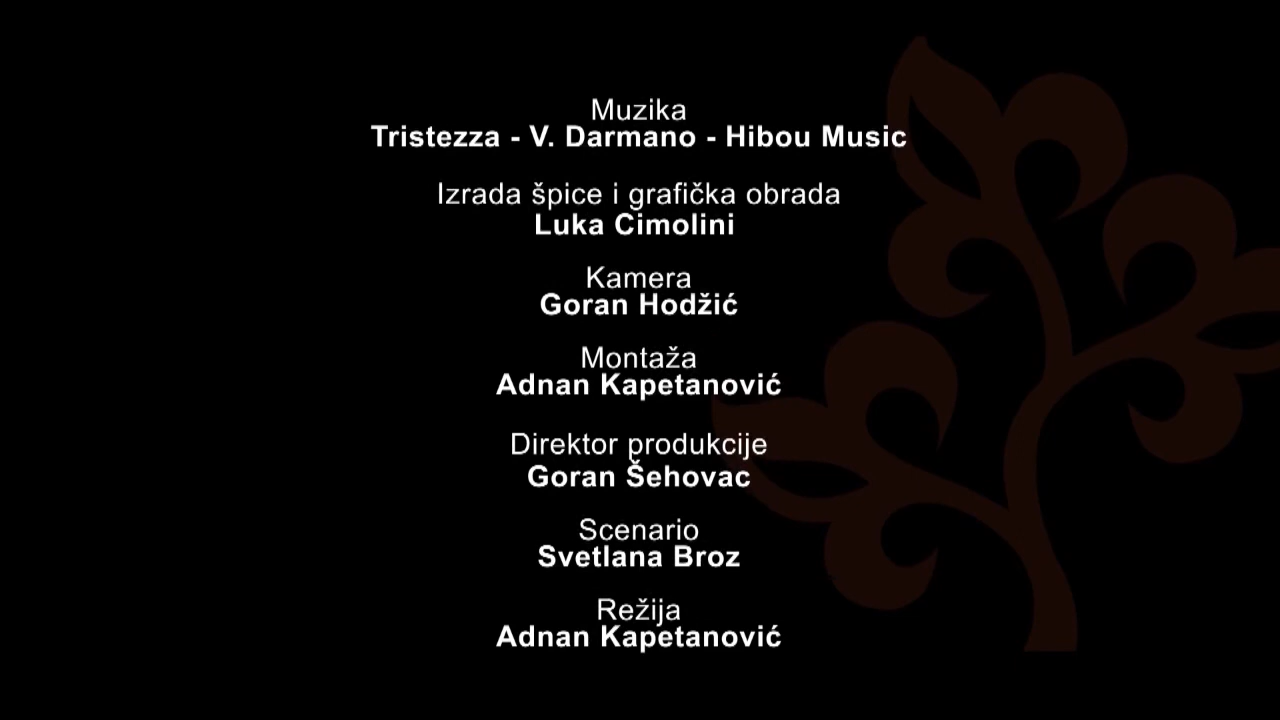 Muzika
Tristezza - V. Darmano - Hibou Music
Izrada špice i grafička obrada
Luka Cimolini
Kamera
Goran Hodžić
Montaža
Adnan Kapetanović
Direktor produkcije
Goran Šehovac
Scenario
Svetlana Broz
Režija
Adnan Kapetanović